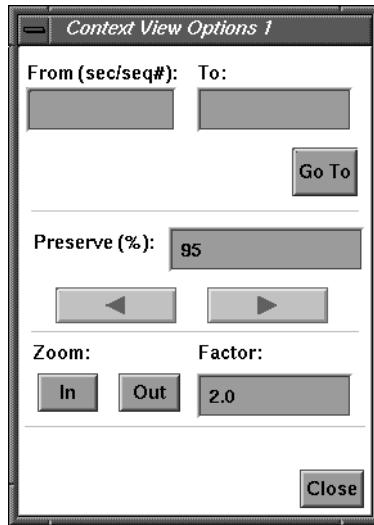 Context View Options 1
From (sec/seq#): To:
Go To
Preserve (%): 95
Zoom: Factor:
In Out 2.0
Close